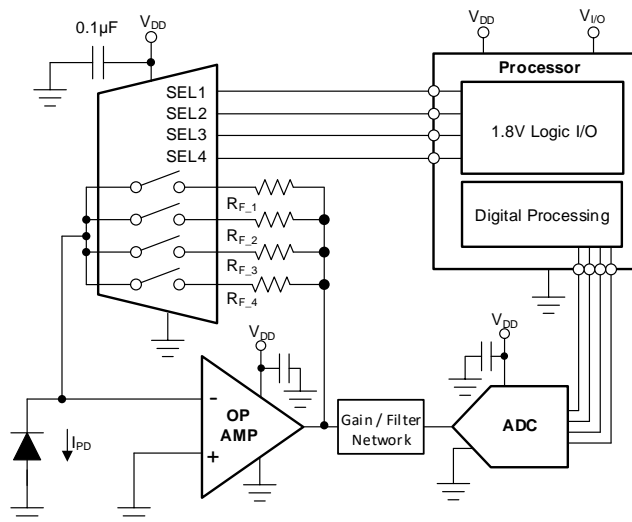 0.1µF
VDD
VDD
VI/O
Processor
SEL1
SEL2
SEL3
SEL4
1.8V Logic I/O
Digital Processing
RF_1
RF_2
RF_3
RF_4
VDD
VDD
-
OP
AMP
+
IPD
Gain / Filter
Network
ADC